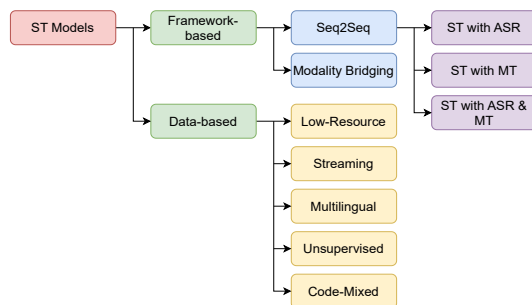 ST Models
Framework-
based
Seq2Seq
ST with ASR
Modality Bridging
ST with MT
ST with ASR &
MT
Data-based
Low-Resource
Streaming
Multilingual
Unsupervised
Code-Mixed